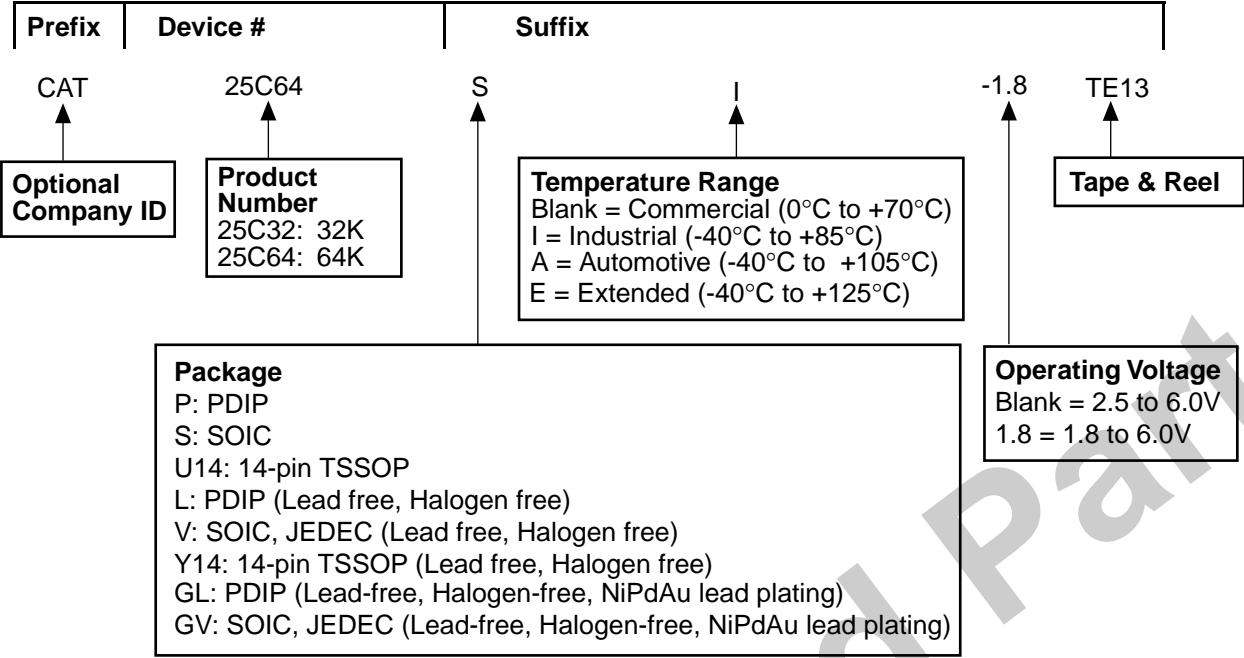 Prefix Device # Suffix
CAT 25C64 S I -1.8 TE13
Optional
Company ID
Product
Number
25C32: 32K
25C64: 64K
Temperature Range
Blank = Commercial (0°C to +70°C)
I = Industrial (-40°C to +85°C)
A = Automotive (-40°C to +105°C)
E = Extended (-40°C to +125°C)
Tape & Reel
Package
P: PDIP
S: SOIC
U14: 14-pin TSSOP
L: PDIP (Lead free, Halogen free)
V: SOIC, JEDEC (Lead free, Halogen free)
Y14: 14-pin TSSOP (Lead free, Halogen free)
GL: PDIP (Lead-free, Halogen-free, NiPdAu lead plating)
GV: SOIC, JEDEC (Lead-free, Halogen-free, NiPdAu lead plating)
Operating Voltage
Blank = 2.5 to 6.0V
1.8 = 1.8 to 6.0V
d Part